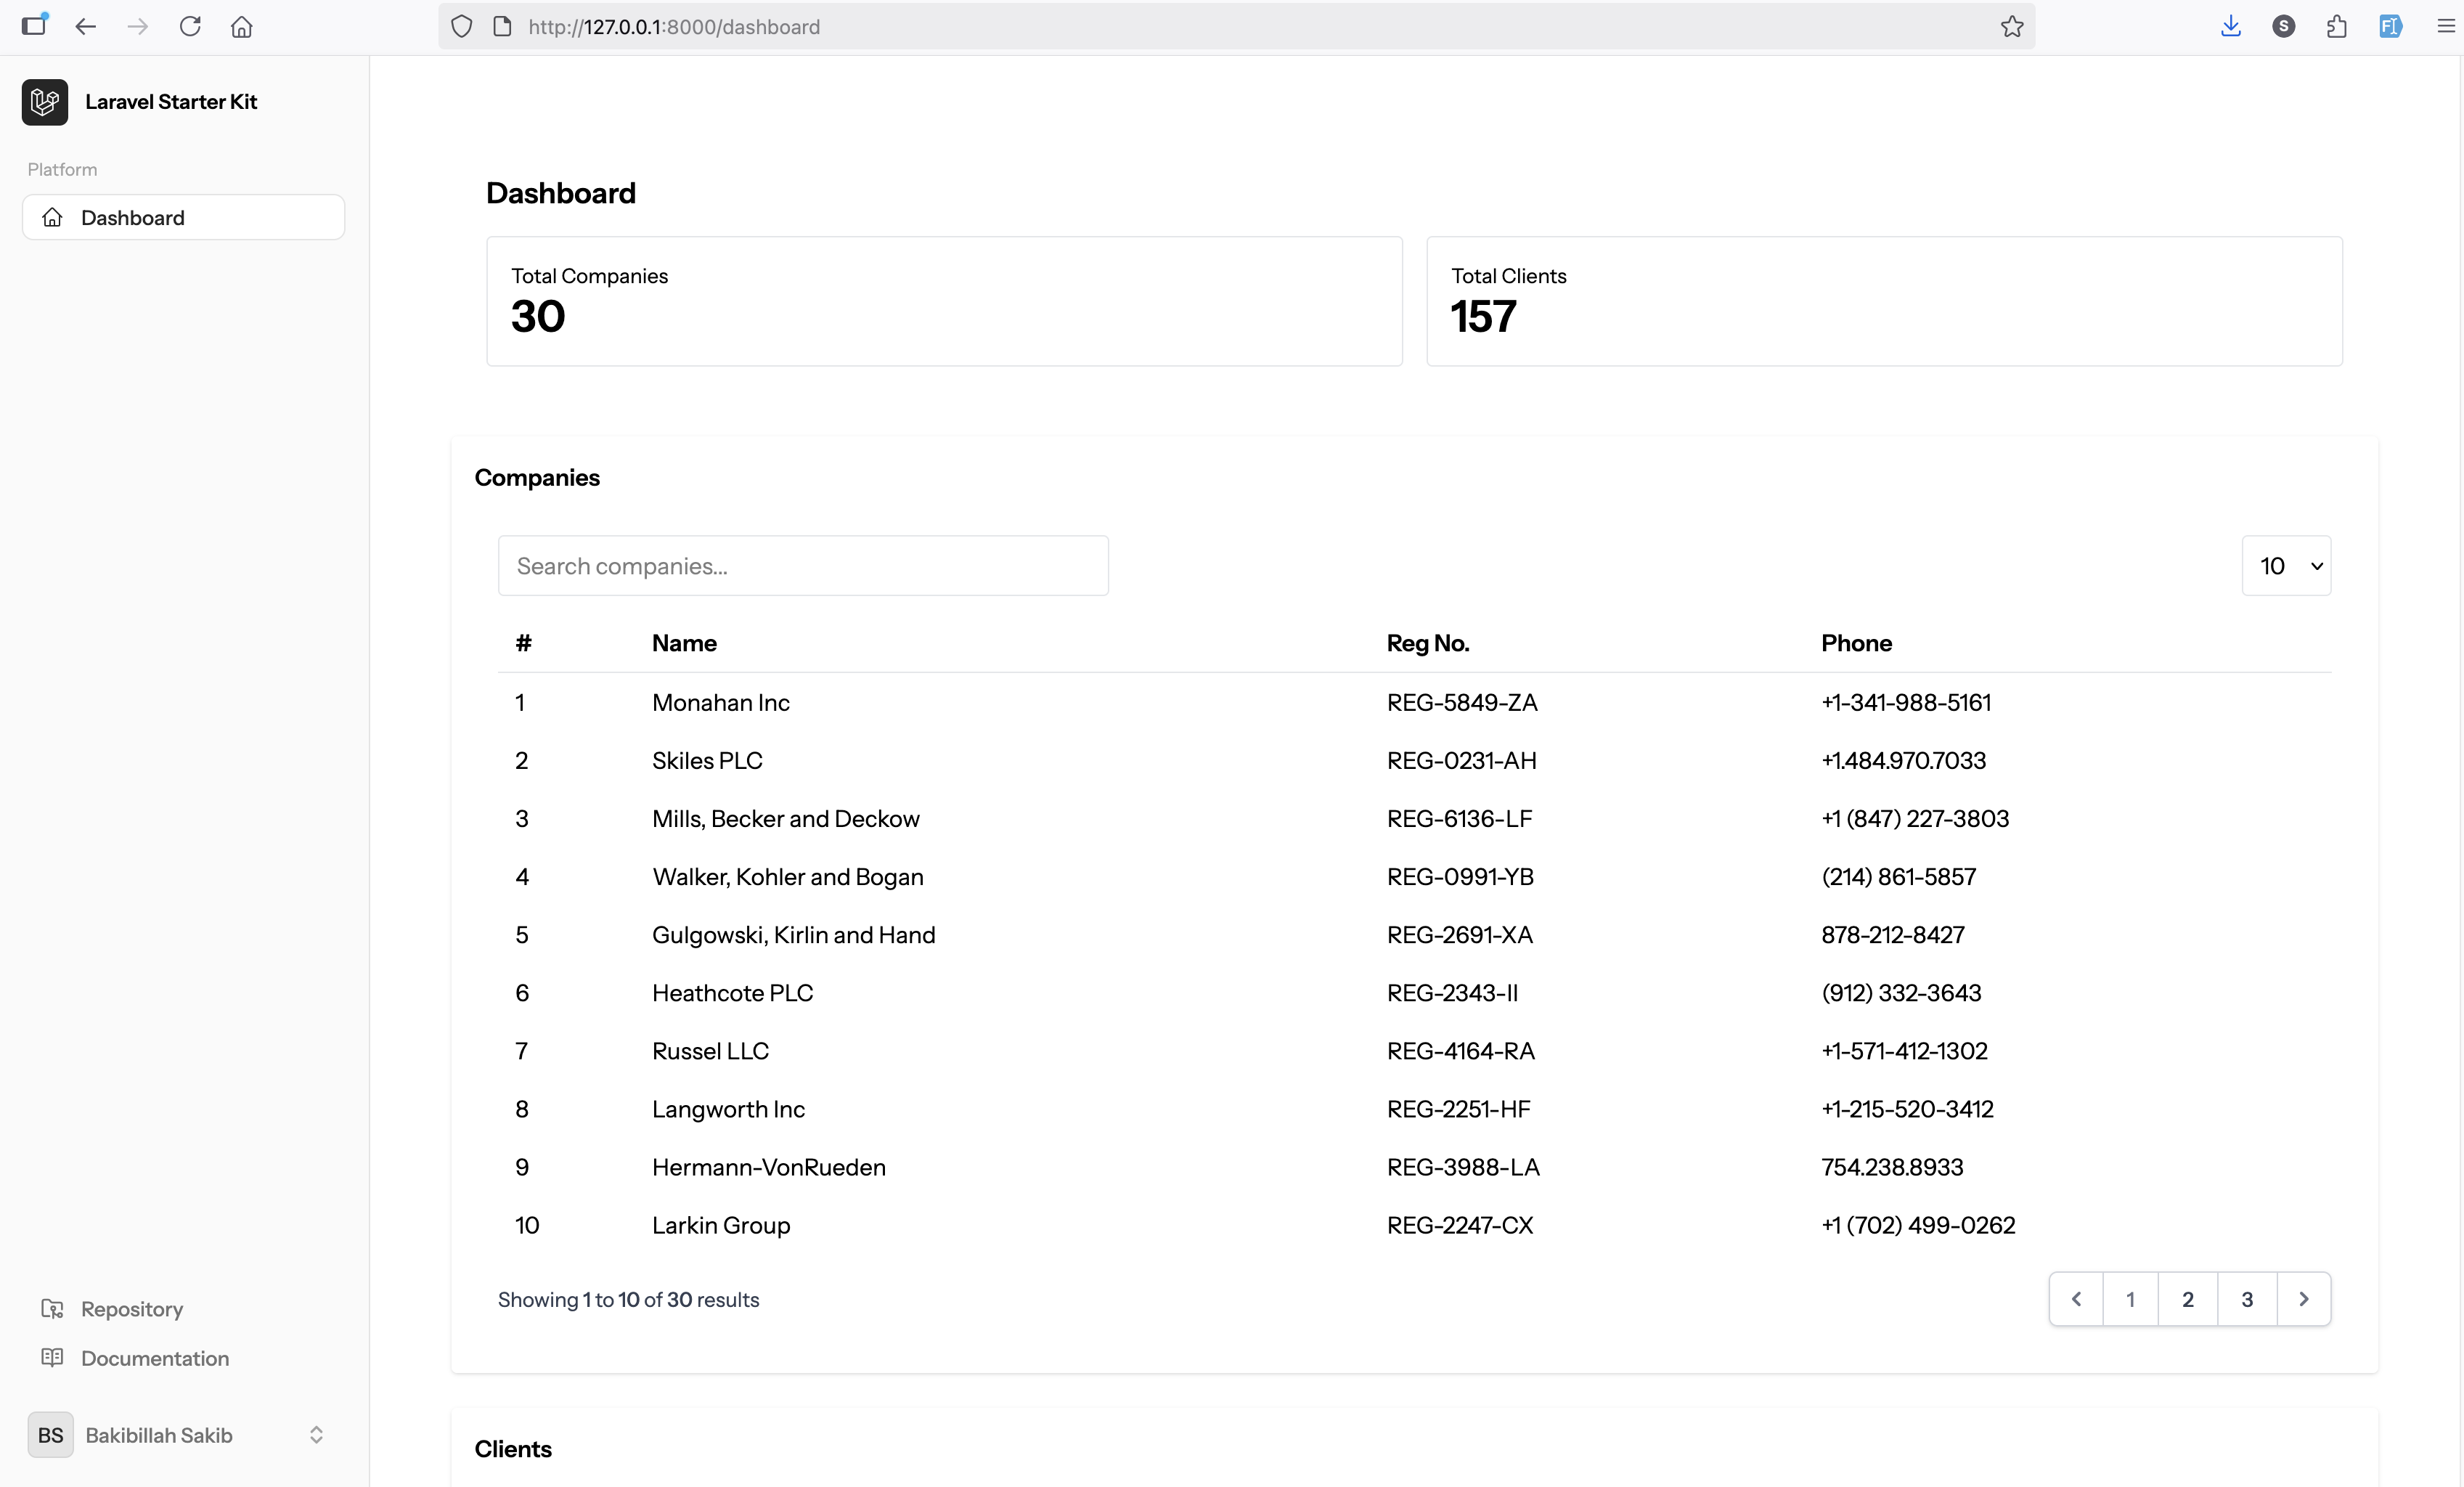 http://127.0.0.1:8000/dashboard
S
FI
Laravel Starter Kit
Platform
Dashboard
Dashboard
Total Companies
30
Total Clients
157
Companies
Search companies...
10
# Name Reg No. Phone
1 Monahan Inc REG-5849-ZA +1-341-988-5161
2 Skiles PLC REG-0231-AH +1.484.970.7033
3 Mills, Becker and Deckow REG-6136-LF +1 (847) 227-3803
4 Walker, Kohler and Bogan REG-0991-YB (214) 861-5857
5 Gulgowski, Kirlin and Hand REG-2691-XA 878-212-8427
6 Heathcote PLC REG-2343-II (912) 332-3643
7 Russel LLC REG-4164-RA +1-571-412-1302
8 Langworth Inc REG-2251-HF +1-215-520-3412
9 Hermann-VonRueden REG-3988-LA 754.238.8933
10 Larkin Group REG-2247-CX +1 (702) 499-0262
Showing 1 to 10 of 30 results
1 2 3
Clients
Repository
Documentation
BS Bakibillah Sakib